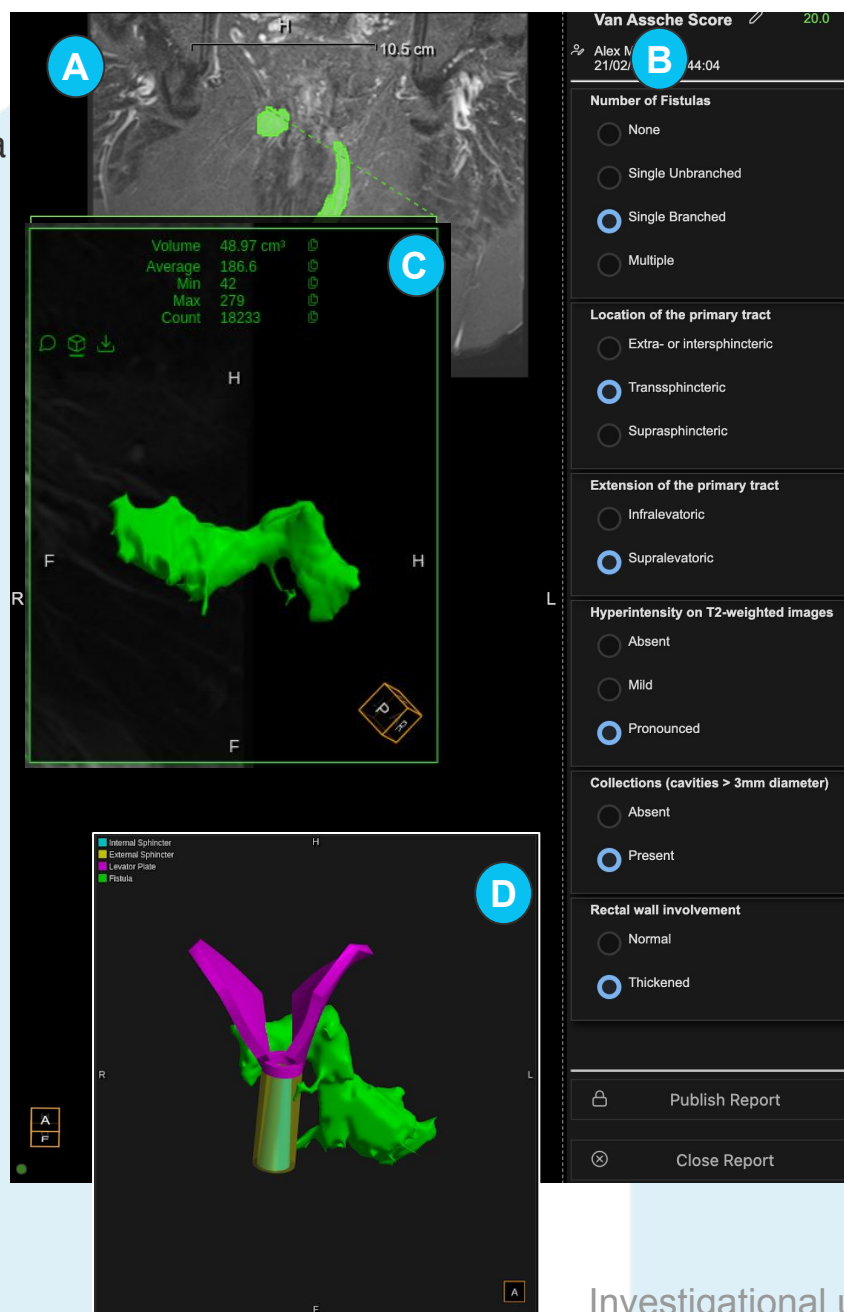 a
A
H
10.5 cm
C
Volume 48.97 cm³
Average 186.6
Min 42
Max 279
Count 18233
H
F
H
R
L
P
R
F
B
Van Assche Score 20.0
Alex M
21/02/ 44:04
Number of Fistulas
None
Single Unbranched
Single Branched
Multiple
Location of the primary tract
Extra- or intersphincteric
Transsphincteric
Suprasphincteric
Extension of the primary tract
Infralevatoric
Supralevatoric
Hyperintensity on T2-weighted images
Absent
Mild
Pronounced
Collections (cavities > 3mm diameter)
Absent
Present
Rectal wall involvement
Normal
Thickened
Publish Report
Close Report
D
Internal Sphincter
External Sphincter
Levator Plate
Fistula
H
R
L
A
F
A
F
Investigational u